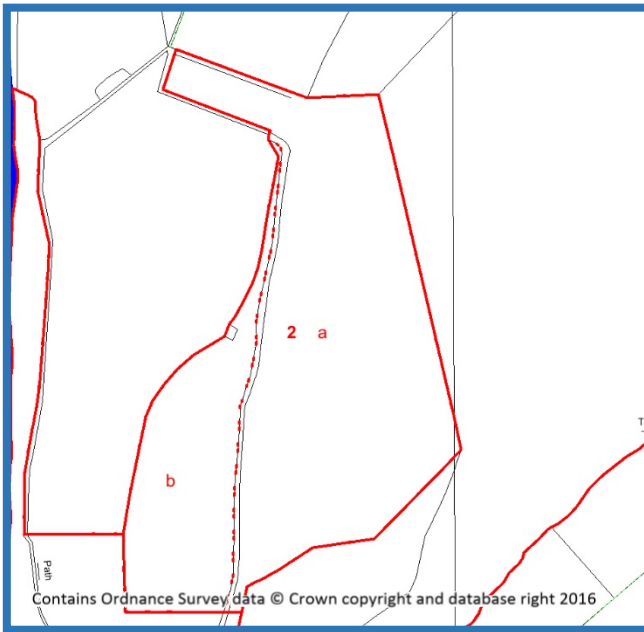 2 a
T
b
Path
Contains Ordnance Survey data © Crown copyright and database right 2016